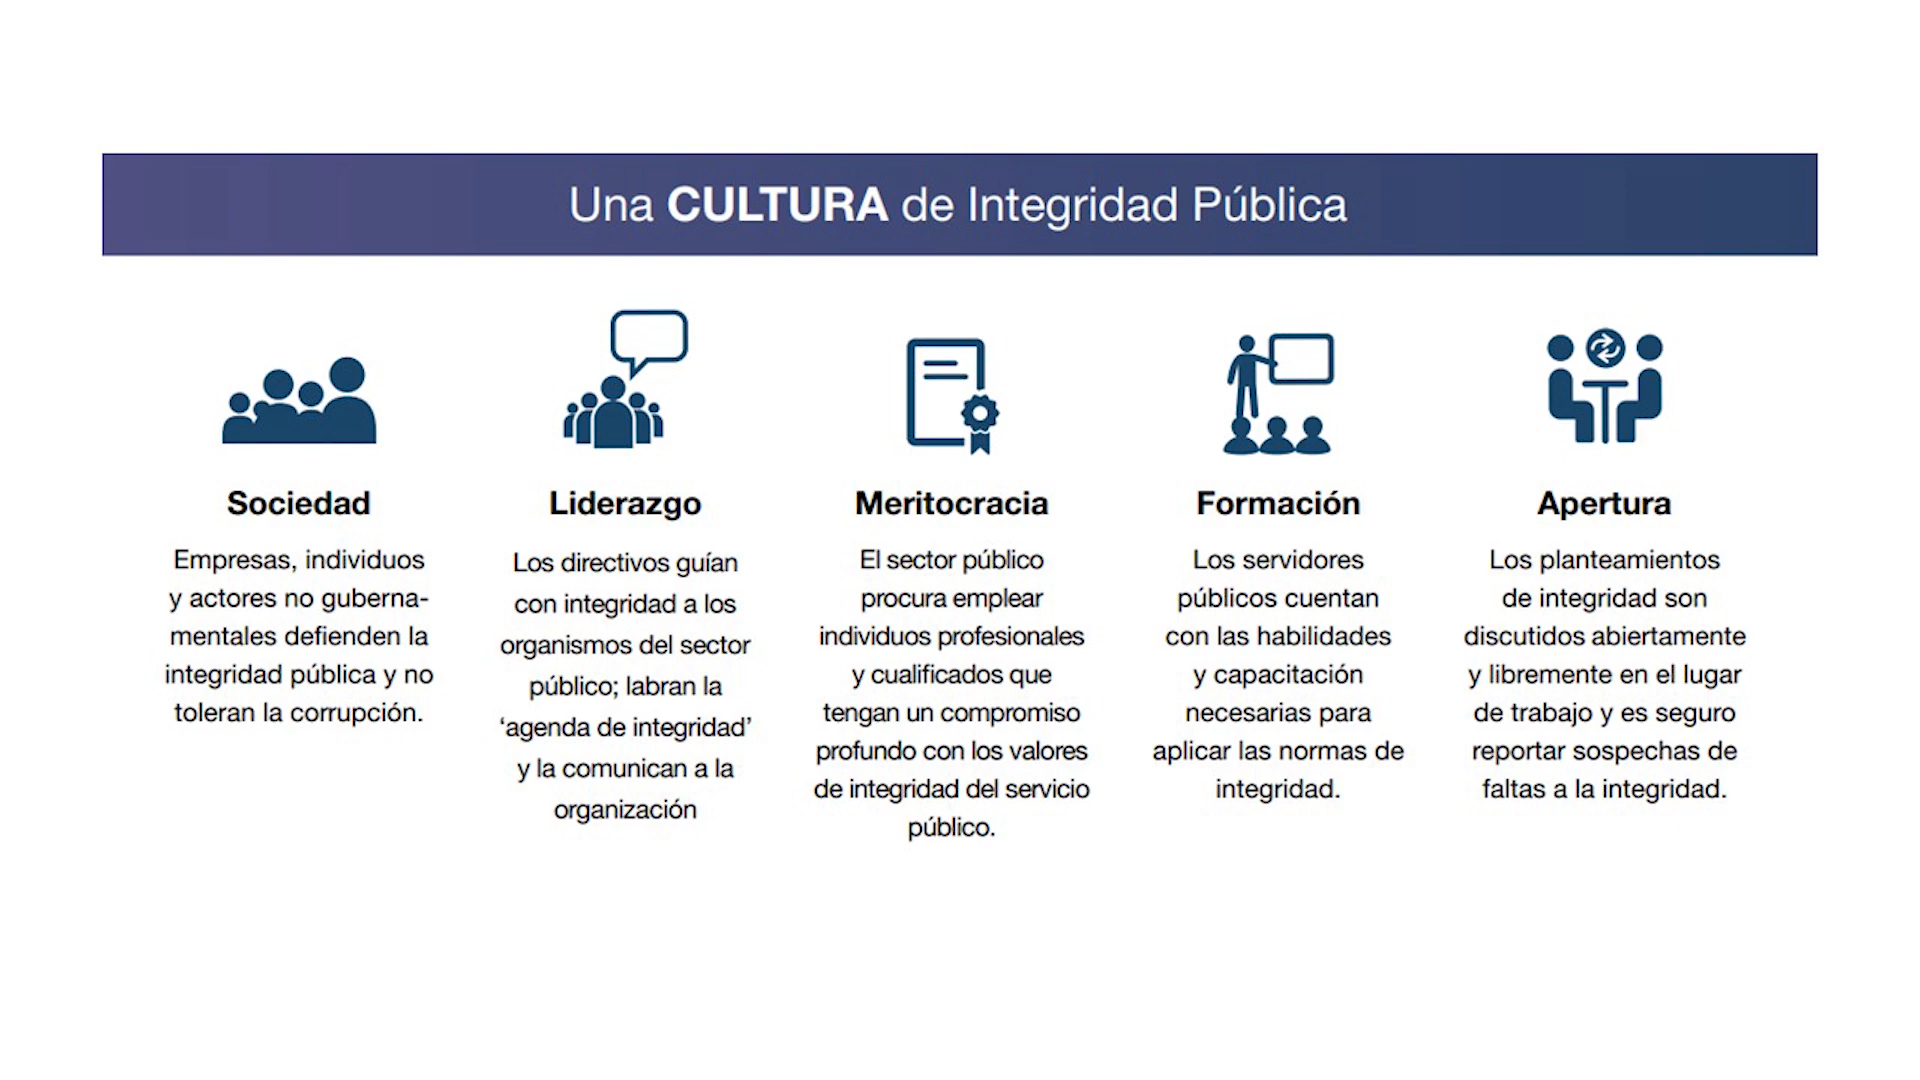 Una CULTURA de Integridad Pública
Sociedad
Empresas, individuos
y actores no guberna-
mentales defienden la
integridad pública y no
toleran la corrupción.
Liderazgo
Los directivos guían
con integridad a los
organismos del sector
público; labran la
‘agenda de integridad’
y la comunican a la
organización
Meritocracia
El sector público
procura emplear
individuos profesionales
y cualificados que
tengan un compromiso
profundo con los valores
de integridad del servicio
público.
Formación
Los servidores
públicos cuentan
con las habilidades
y capacitación
necesarias para
aplicar las normas de
integridad.
Apertura
Los planteamientos
de integridad son
discutidos abiertamente
y libremente en el lugar
de trabajo y es seguro
reportar sospechas de
faltas a la integridad.